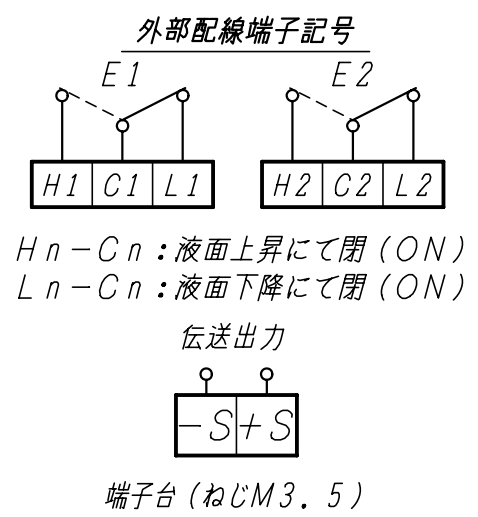 外部配線端子記号
E1 E2
H1 C1 L1 H2 C2 L2
Hn−Cn：液面上昇にて閉（ON）
Ln−Cn：液面下降にて閉（ON）
伝送出力
−S +S
端子台（ねじM3．5）